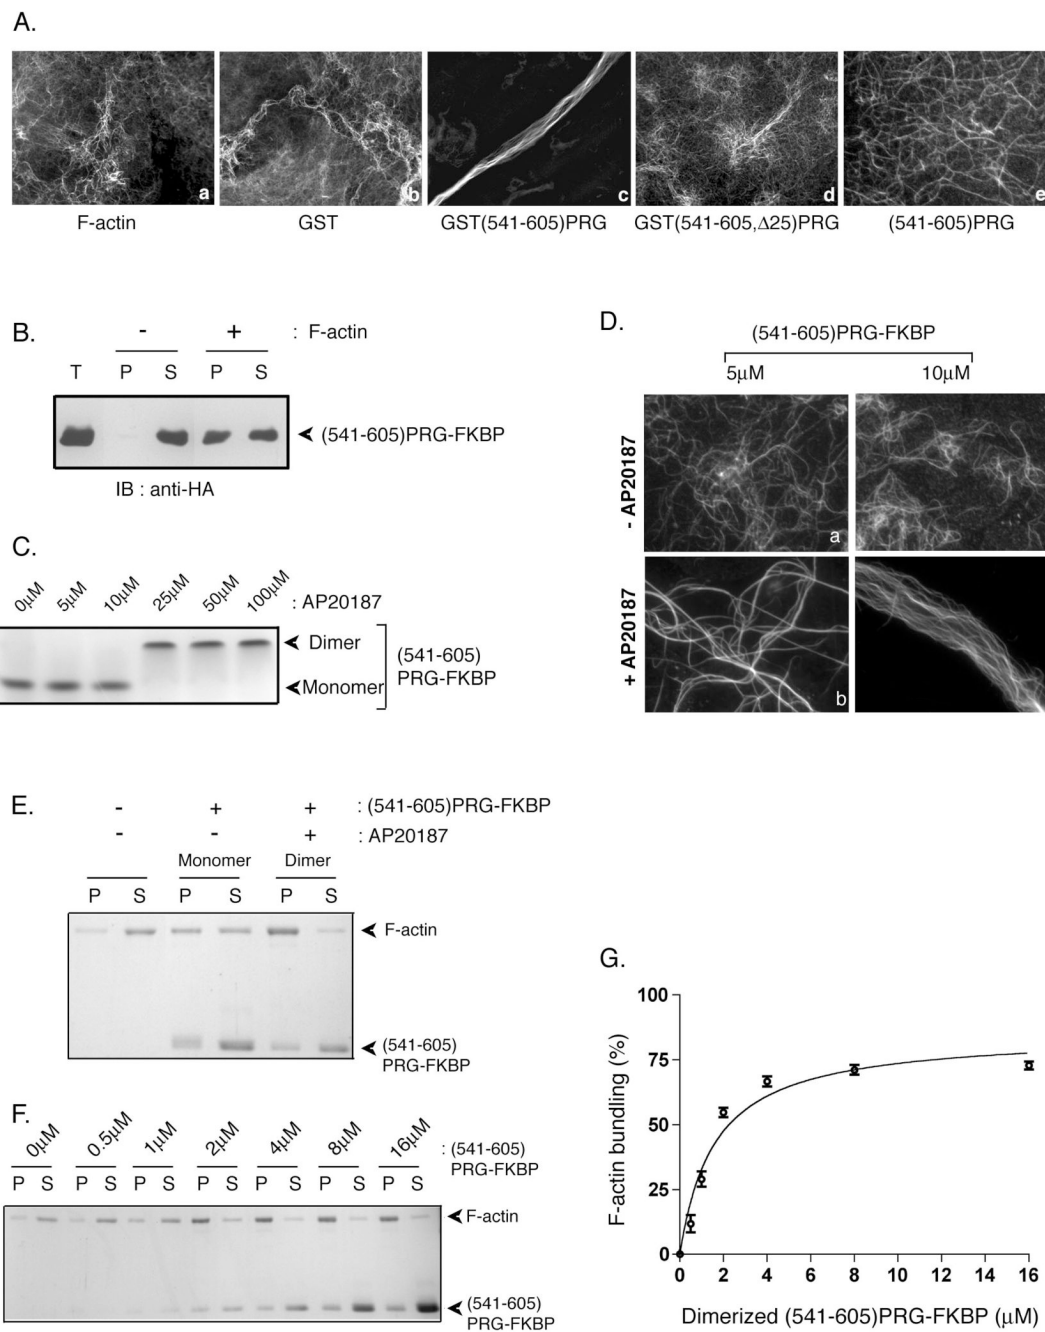 A.
a
b
c
d
e
F-actin
GST
GST(541-605)PRG
GST(541-605,Δ25)PRG
(541-605)PRG
B.
- + : F-actin
T P S P S
(541-605)PRG-FKBP
IB : anti-HA
C.
0μM 5μM 10μM 25μM 50μM 100μM : AP20187
Dimer
Monomer
(541-605)
PRG-FKBP
D.
(541-605)PRG-FKBP
5μM 10μM
- AP20187
a
+ AP20187
b
E.
- + + : (541-605)PRG-FKBP
- - + : AP20187
Monomer Dimer
P S P S P S
F-actin
(541-605)
PRG-FKBP
F.
0μM 0.5μM 1μM 2μM 4μM 8μM 16μM : (541-605)
PRG-FKBP
P S P S P S P S P S P S P S
F-actin
(541-605)
PRG-FKBP
G.
F-actin bundling (%)
100
75
50
25
0
0 2 4 6 8 10 12 14 16
Dimerized (541-605)PRG-FKBP (μM)